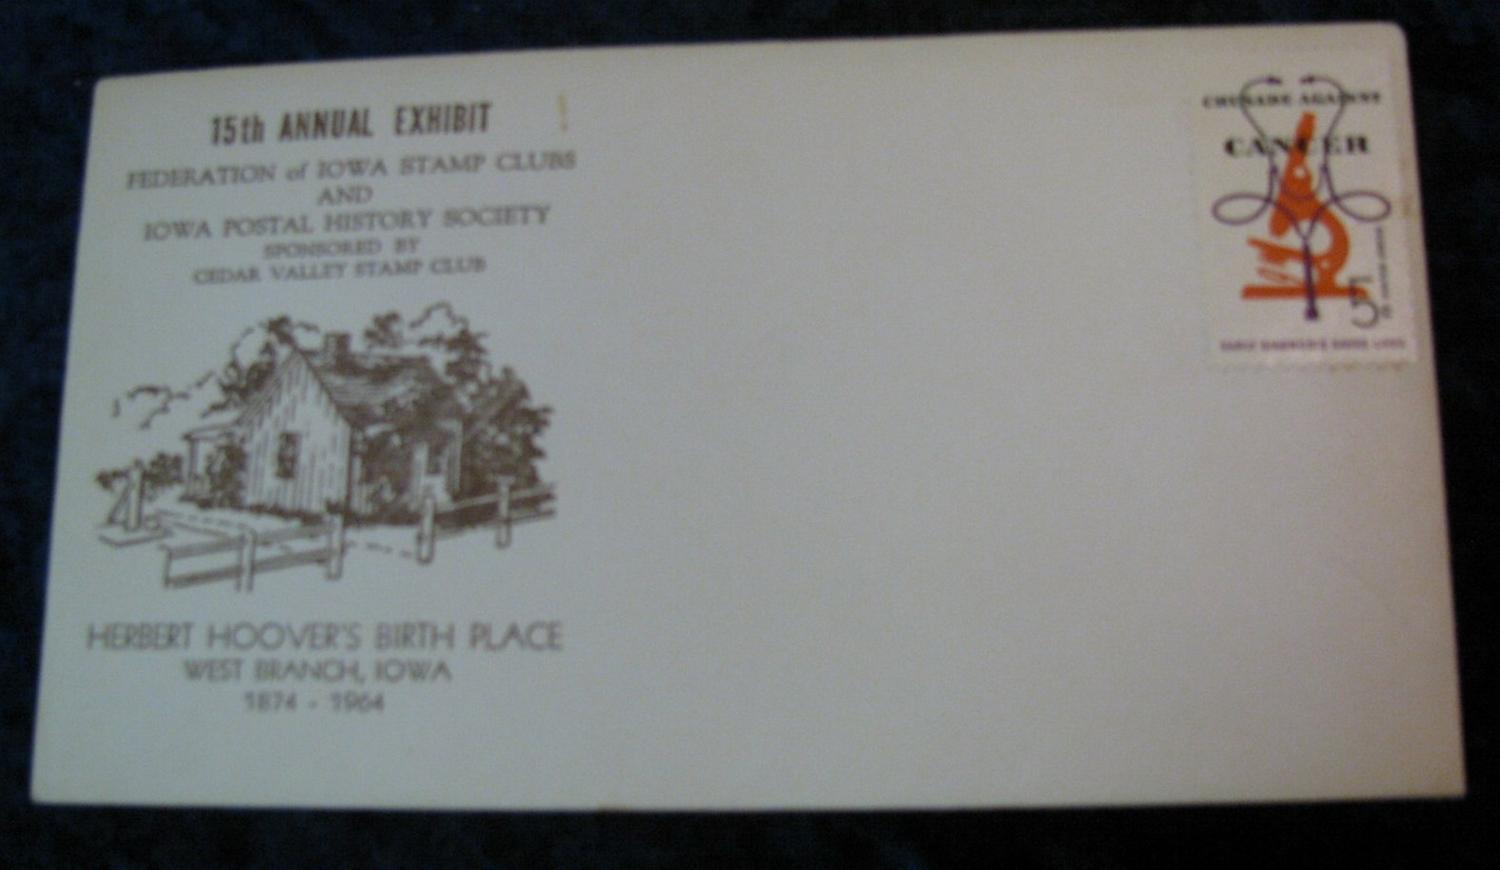 15th ANNUAL EXHIBIT
FEDERATION of IOWA STAMP CLUBS
AND
IOWA POSTAL HISTORY SOCIETY
SPONSORED BY
CEDAR VALLEY STAMP CLUB
HERBERT HOOVER'S BIRTH PLACE
WEST BRANCH, IOWA
1874 - 1964
CRUSADE AGAINST
CANCER
5